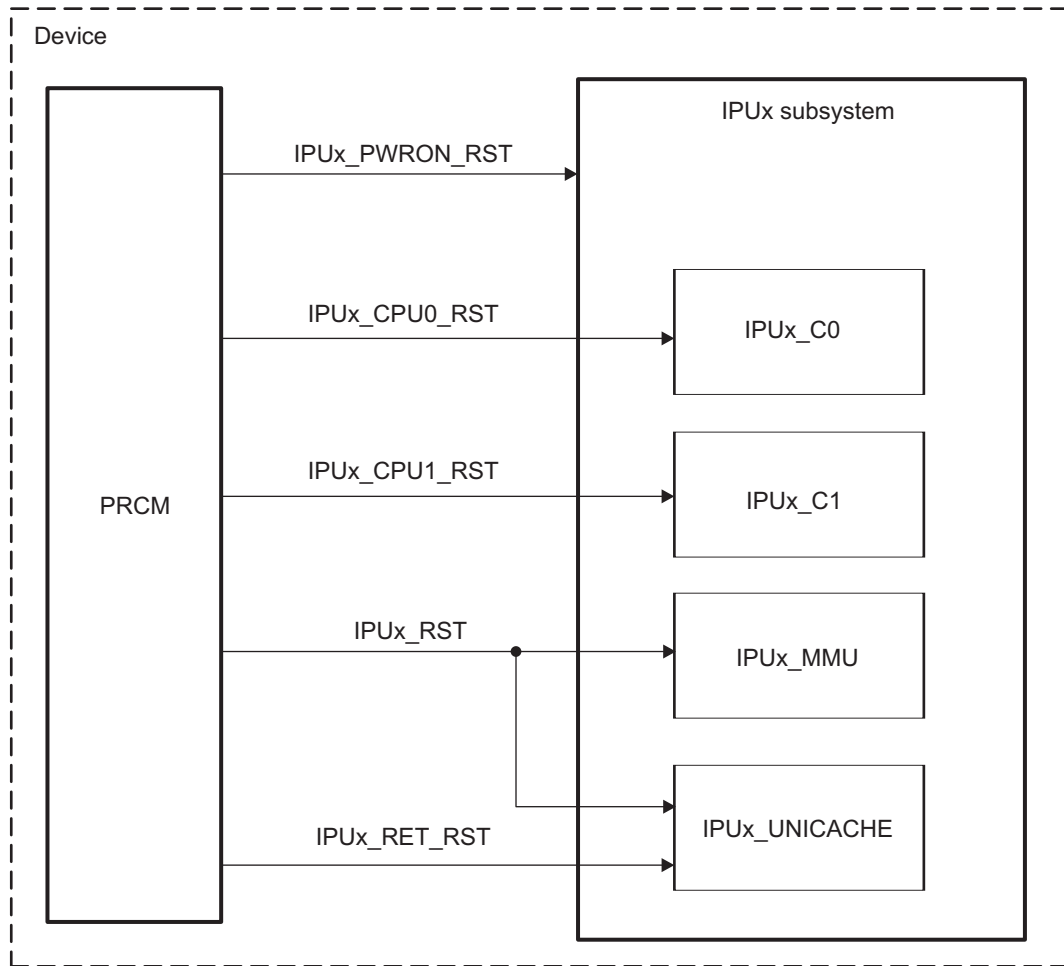 Device
IPUx subsystem
IPUx_PWRON_RST
IPUx_CPU0_RST
IPUx_C0
IPUx_CPU1_RST
PRCM
IPUx_C1
IPUx_RST
IPUx_MMU
IPUx_RET_RST
IPUx_UNICACHE